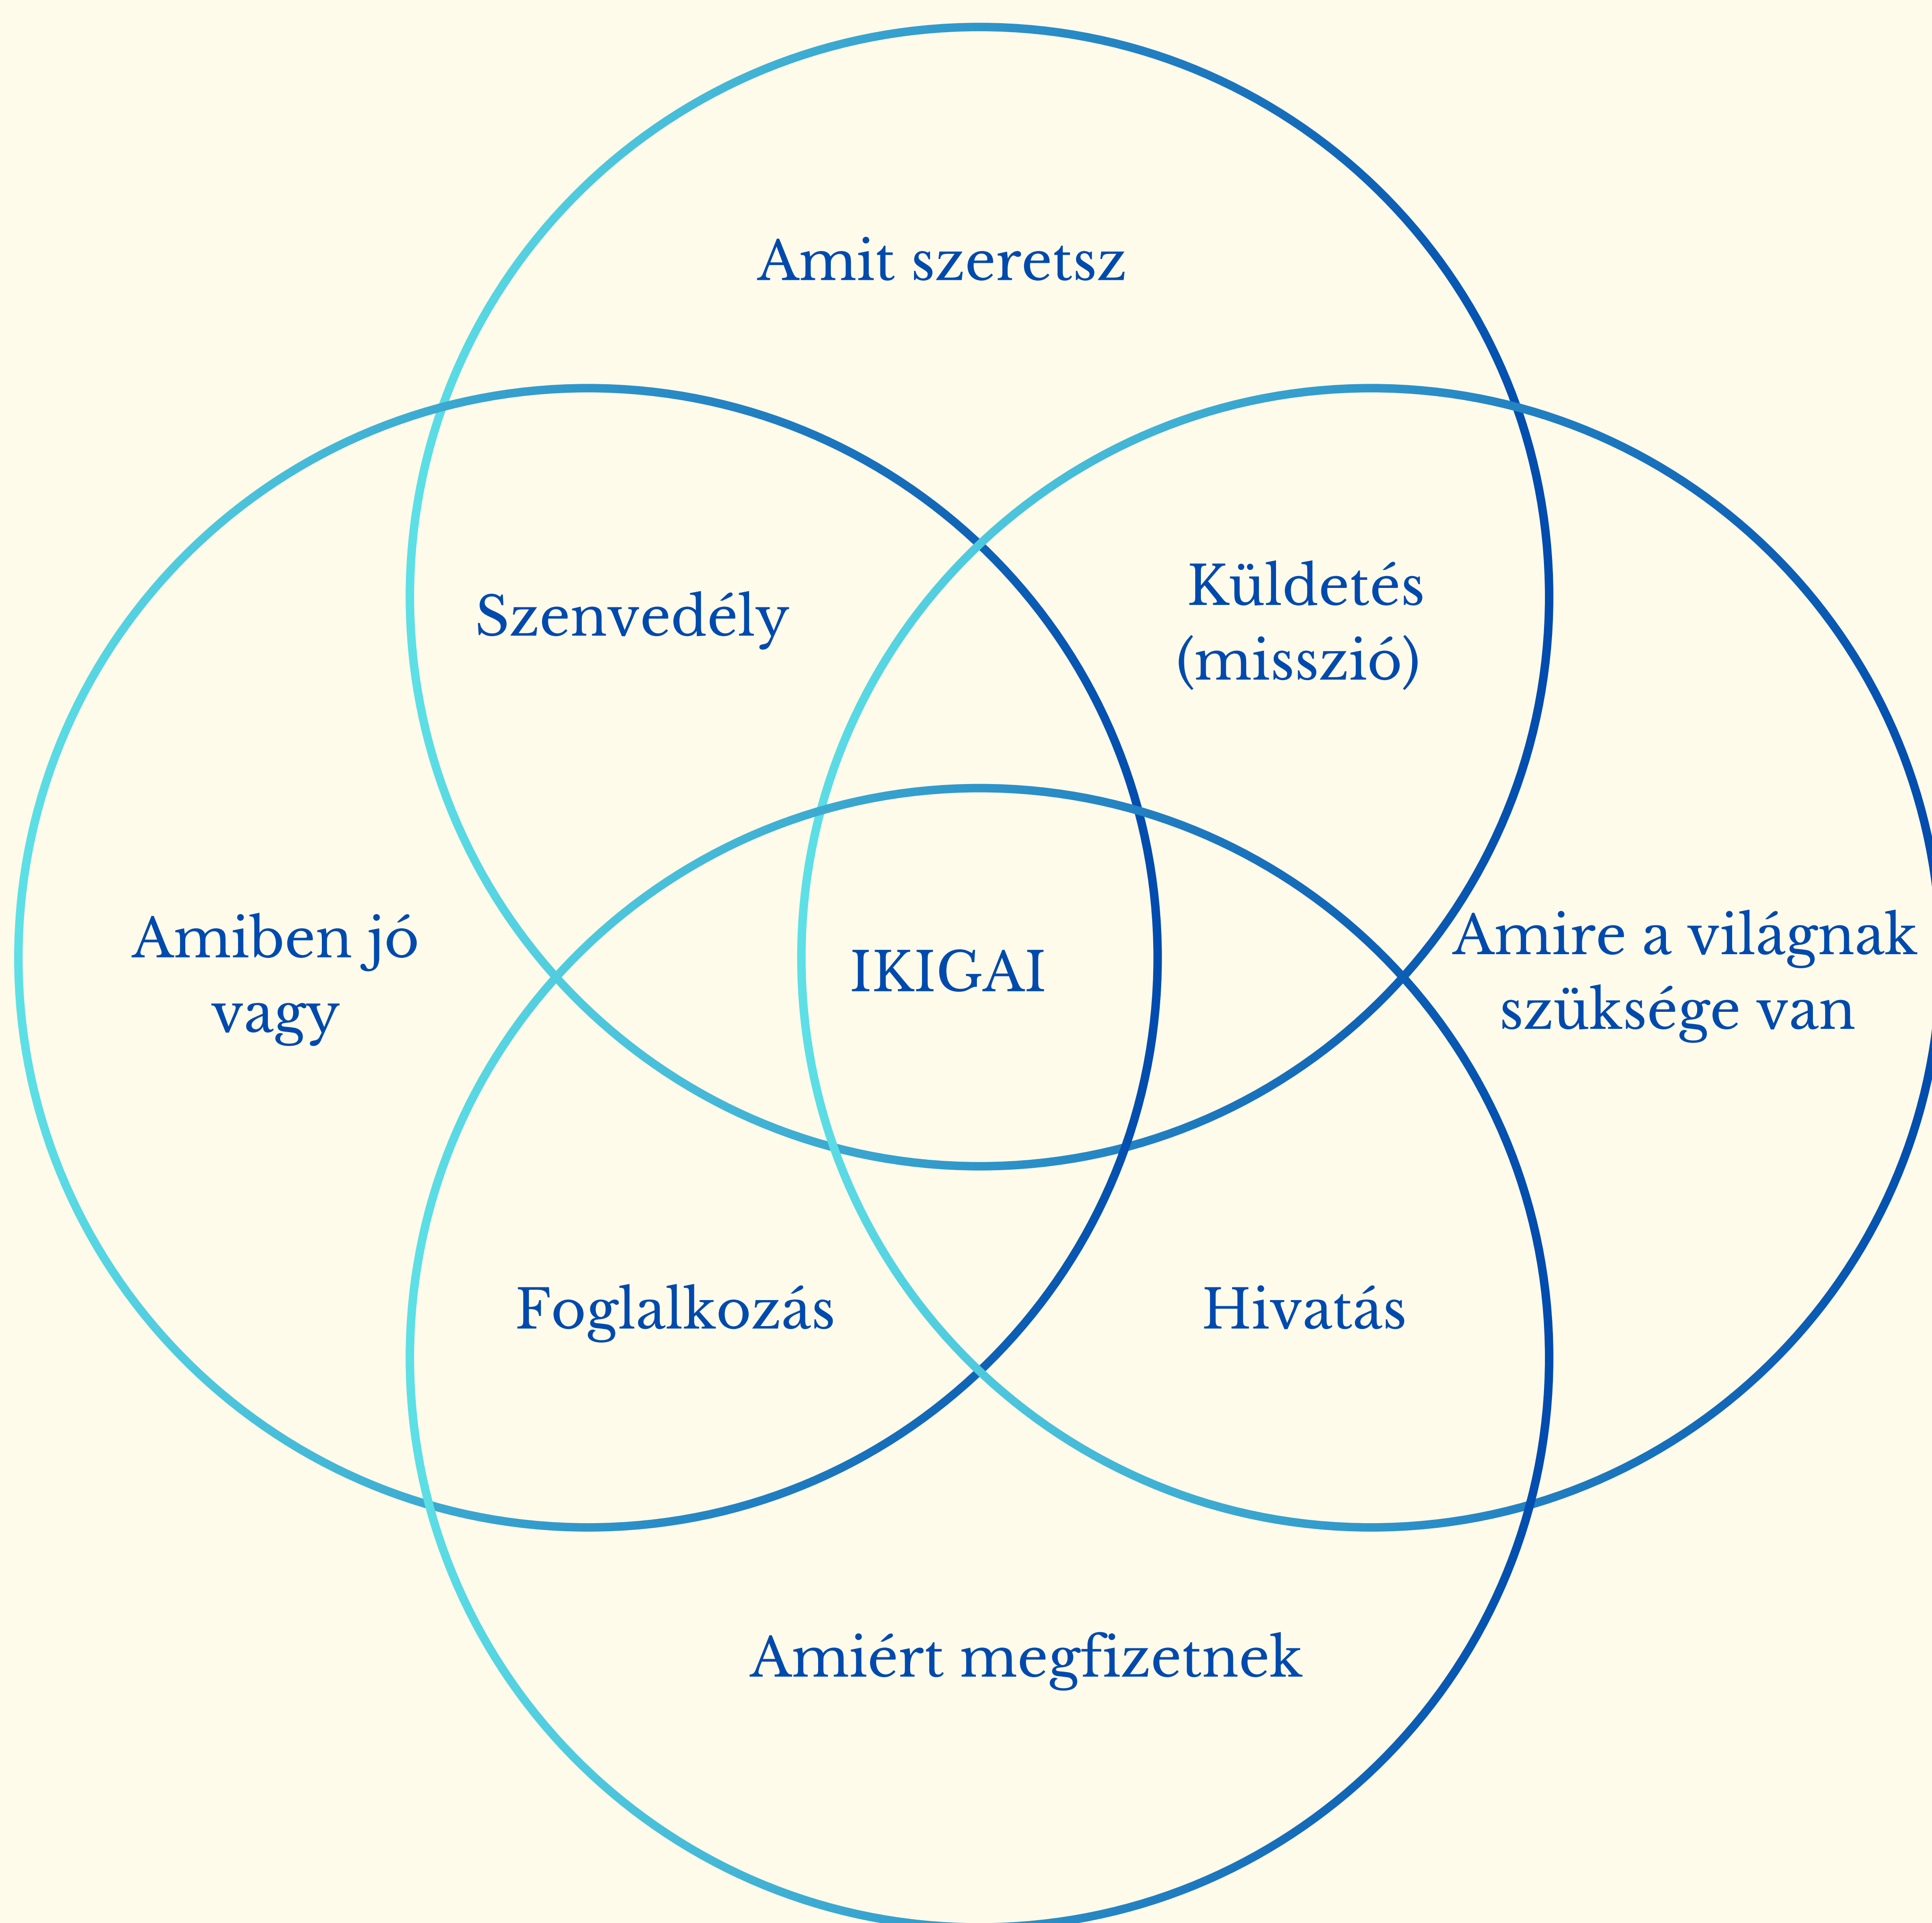 Amit szeretsz
Szenvedély
Küldetés
(misszió)
Amiben jó
vagy
IKIGAI
Amire a világnak
szüksége van
Foglalkozás
Hivatás
Amiért megfizetnek